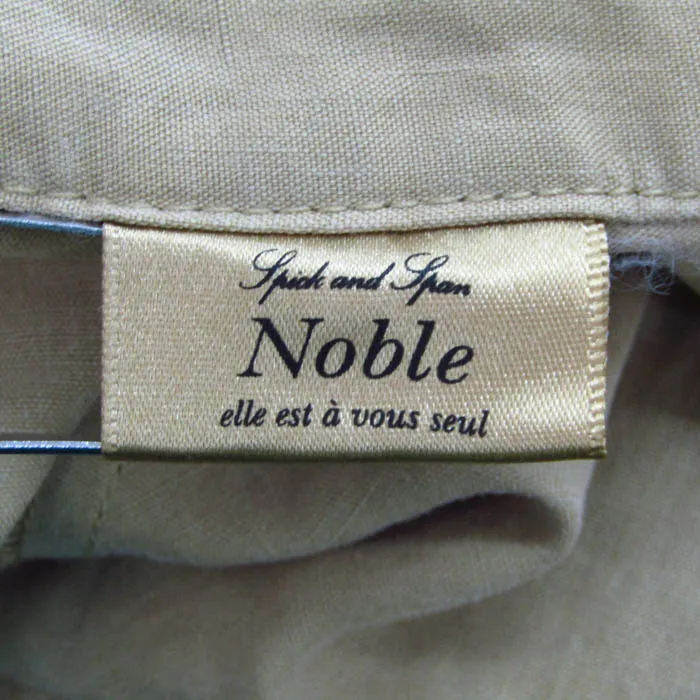 Spick and Span
Noble
elle est à vous seul